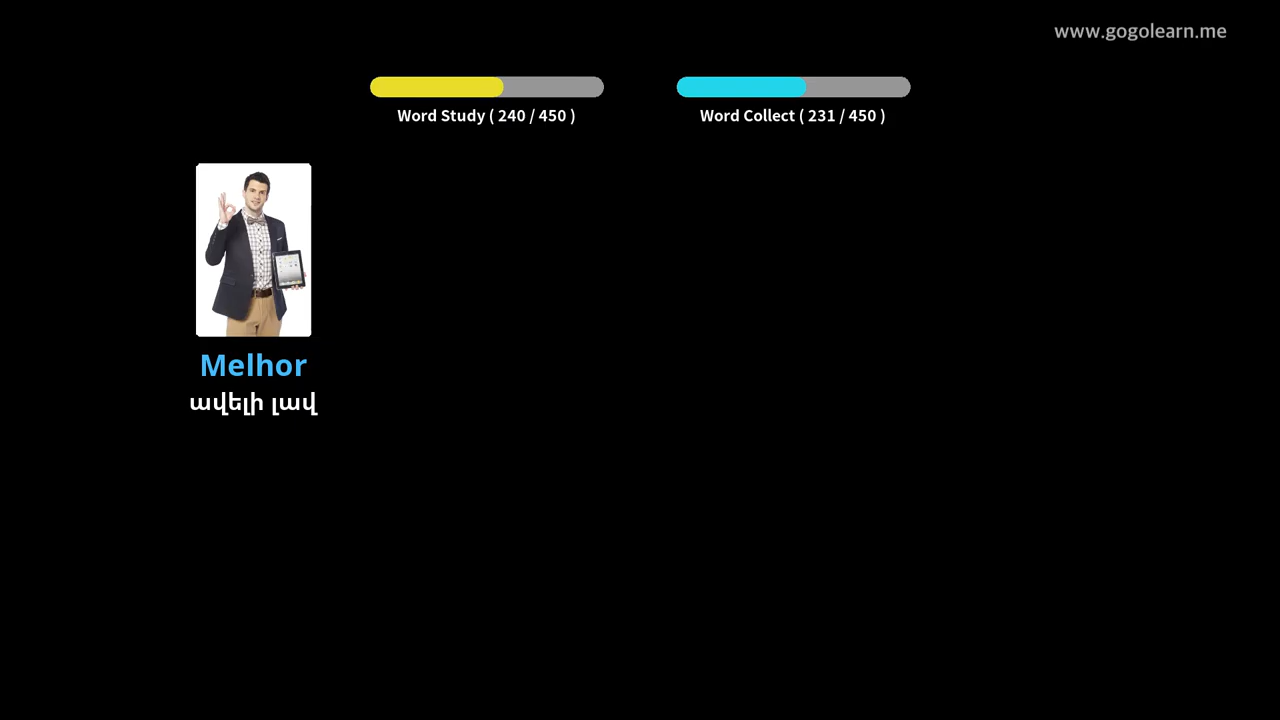 www.gogolearn.me
Word Study ( 240 / 450 )
Word Collect ( 231 / 450 )
Melhor
ավելի լավ